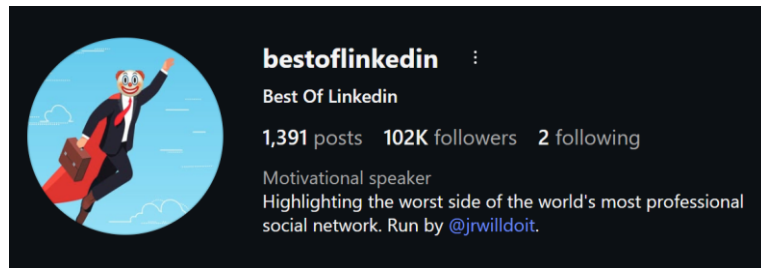 bestoflinkedin
Best Of Linkedin
1,391 posts 102K followers 2 following
Motivational speaker
Highlighting the worst side of the world's most professional
social network. Run by @jrwilldoit.